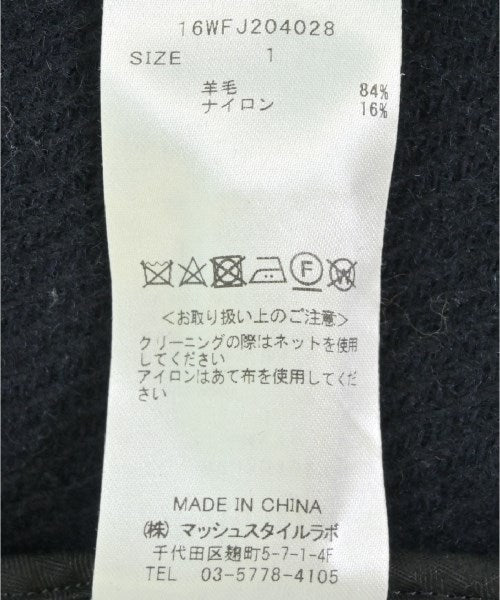 16WFJ204028
SIZE 1
羊毛 84%
ナイロン 16%
F W
<お取り扱い上のご注意>
クリーニングの際はネットを使用
してください
アイロンはあて布を使用してくだ
さい
MADE IN CHINA
(株) マッシュスタイルラボ
千代田区麹町5-7-1-4F
TEL 03-5778-4105